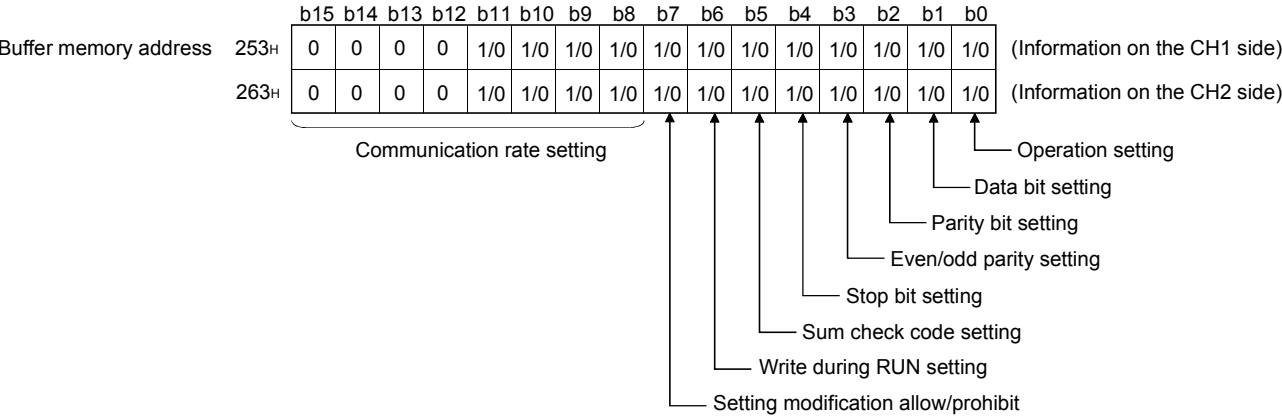 b15 b14 b13 b12 b11 b10 b9 b8 b7 b6 b5 b4 b3 b2 b1 b0
Buffer memory address 253H 0 0 0 0 1/0 1/0 1/0 1/0 1/0 1/0 1/0 1/0 1/0 1/0 1/0 1/0 (Information on the CH1 side)
263H 0 0 0 0 1/0 1/0 1/0 1/0 1/0 1/0 1/0 1/0 1/0 1/0 1/0 1/0 (Information on the CH2 side)
Communication rate setting
Operation setting
Data bit setting
Parity bit setting
Even/odd parity setting
Stop bit setting
Sum check code setting
Write during RUN setting
Setting modification allow/prohibit